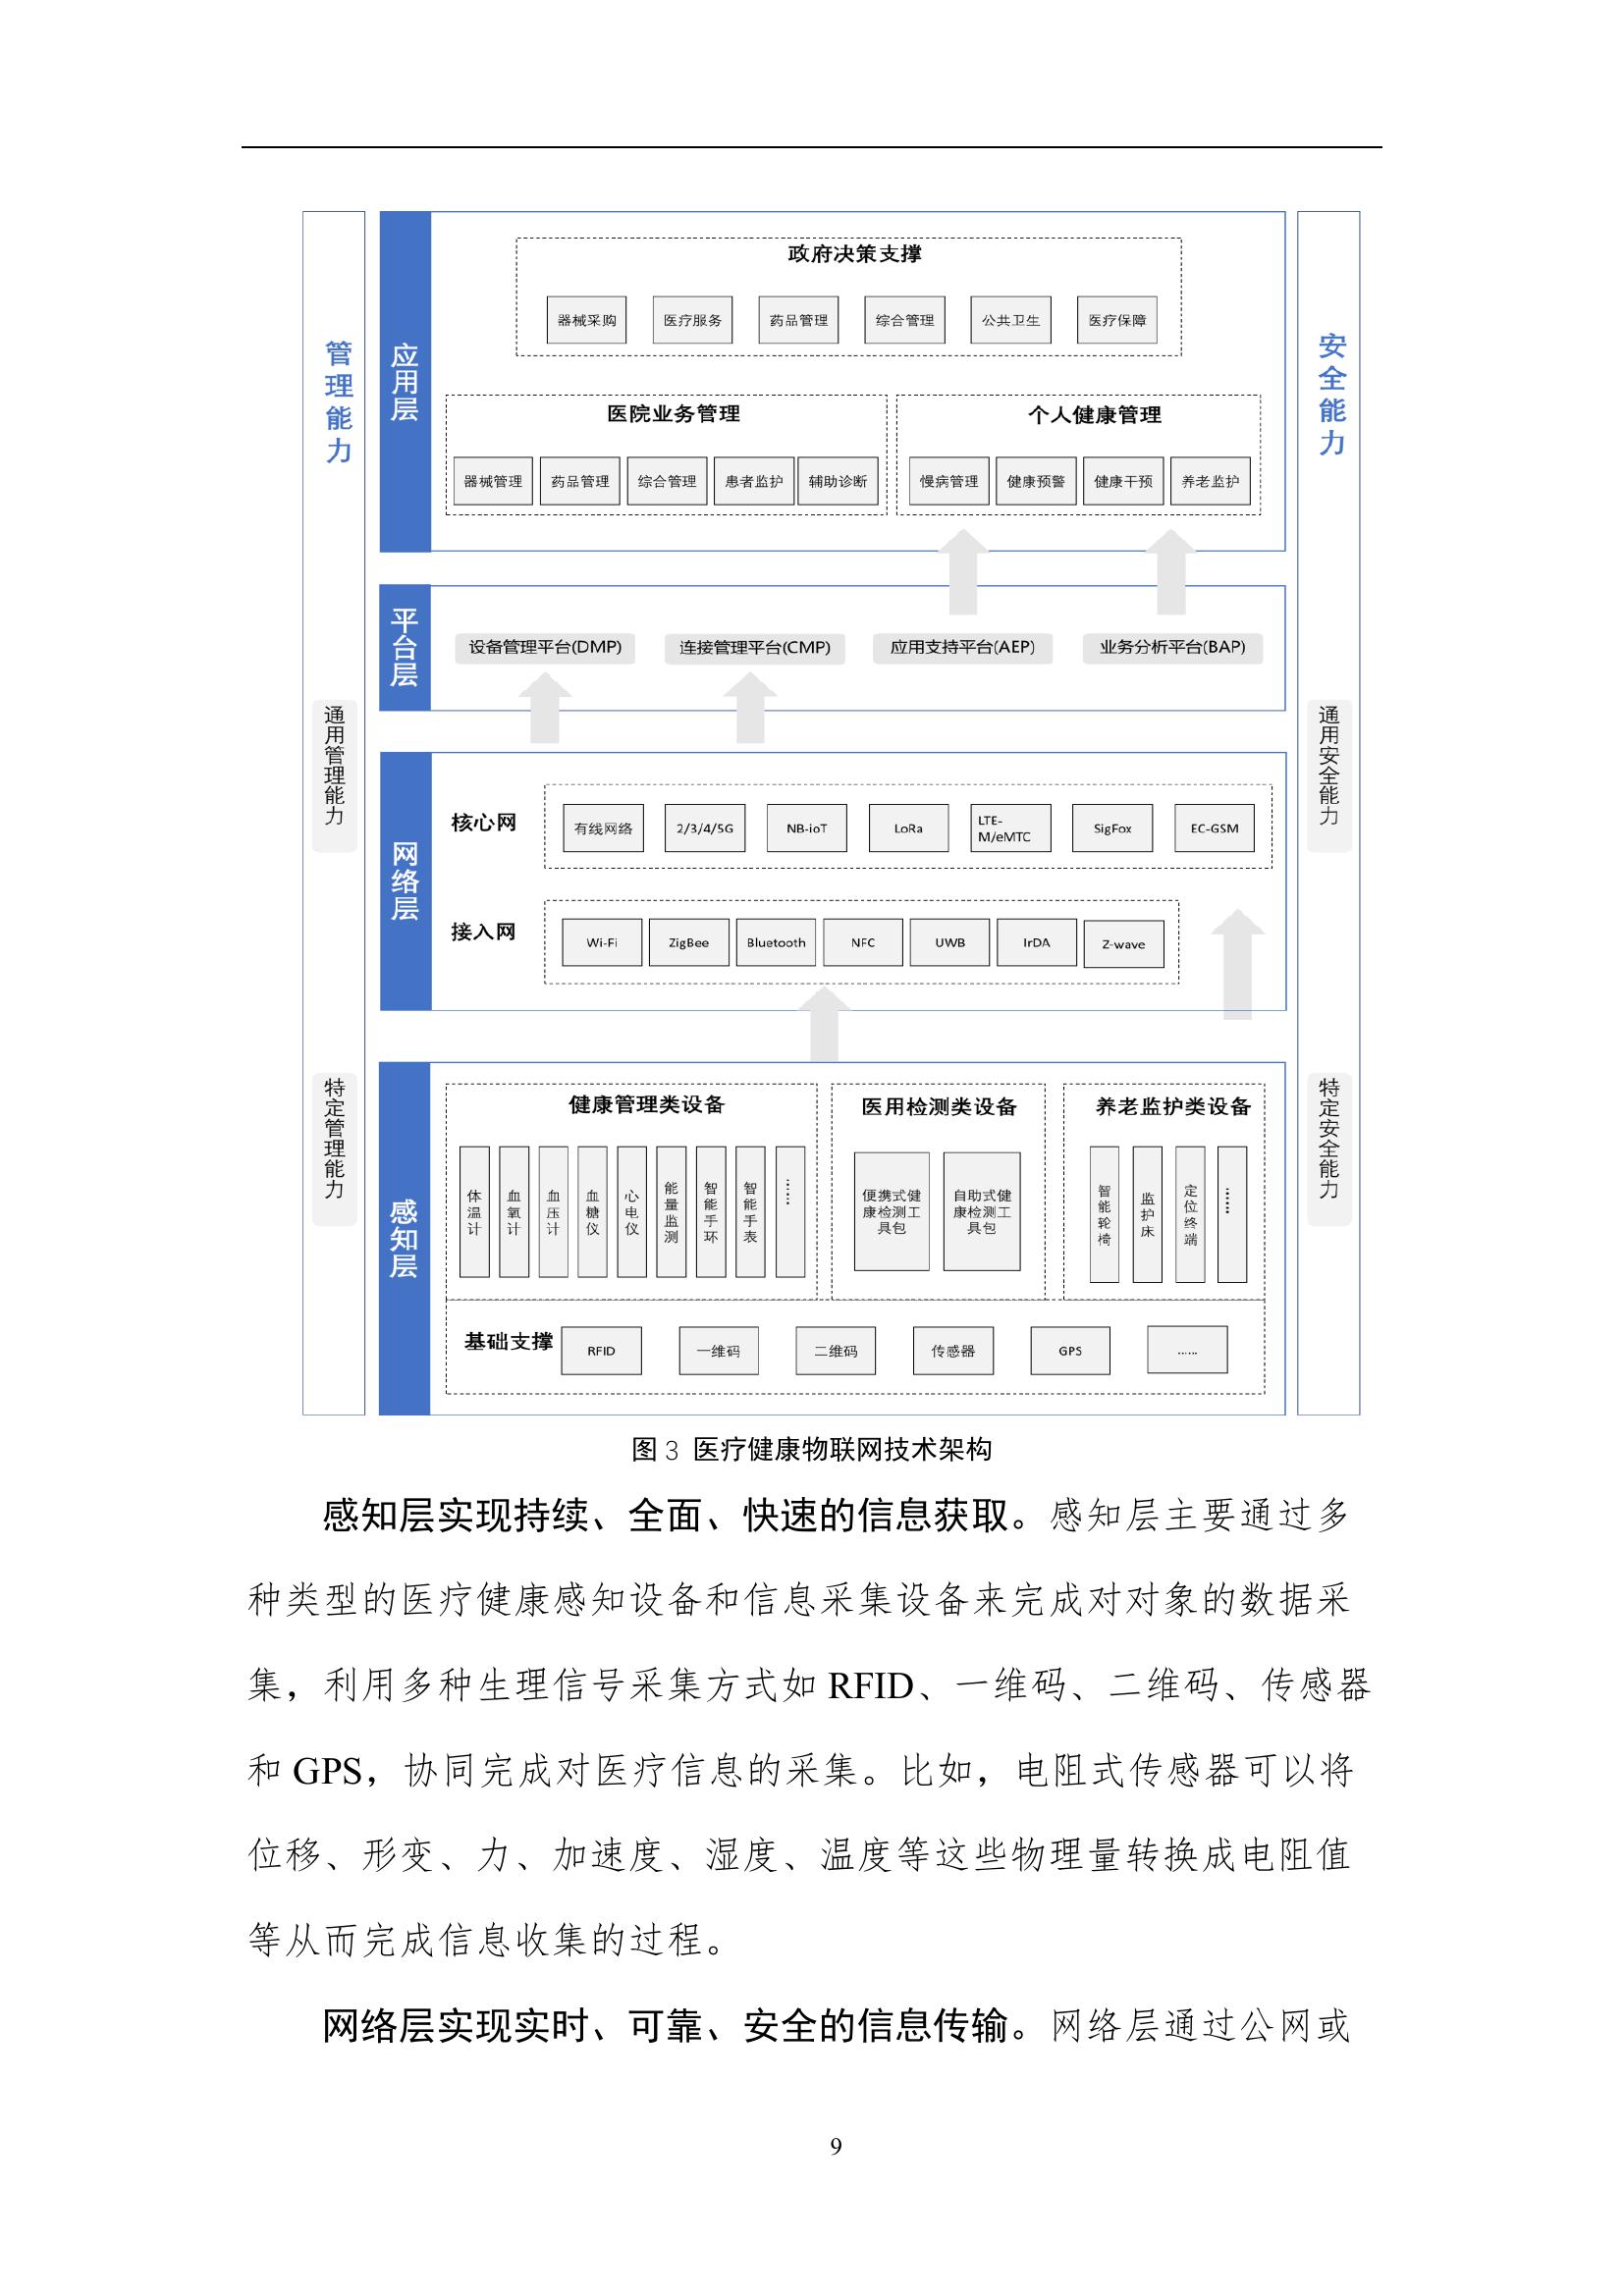 管理能力
通用管理能力
特定管理能力
应用层
政府决策支撑
器械采购 医疗服务 药品管理 综合管理 公共卫生 医疗保障
医院业务管理 个人健康管理
器械管理 药品管理 综合管理 患者监护 辅助诊断 慢病管理 健康预警 健康干预 养老监护
平台层
设备管理平台(DMP) 连接管理平台(CMP) 应用支持平台(AEP) 业务分析平台(BAP)
网络层
核心网
有线网络 2/3/4/5G NB-ioT LoRa LTE-M/eMTC SigFox EC-GSM
接入网
Wi-Fi ZigBee Bluetooth NFC UWB IrDA Z-wave
感知层
健康管理类设备 医用检测类设备 养老监护类设备
体温计 血氧计 血压计 血糖仪 心电仪 能量监测 智能手环 智能手表 ……
便携式健康检测工具包 自助式健康检测工具包
智能轮椅 监护床 定位终端 ……
基础支撑 RFID 一维码 二维码 传感器 GPS ……
安全能力
通用安全能力
特定安全能力
图 3 医疗健康物联网技术架构
感知层实现持续、全面、快速的信息获取。感知层主要通过多
种类型的医疗健康感知设备和信息采集设备来完成对对象的数据采
集，利用多种生理信号采集方式如 RFID、一维码、二维码、传感器
和 GPS，协同完成对医疗信息的采集。比如，电阻式传感器可以将
位移、形变、力、加速度、湿度、温度等这些物理量转换成电阻值
等从而完成信息收集的过程。
网络层实现实时、可靠、安全的信息传输。网络层通过公网或
9